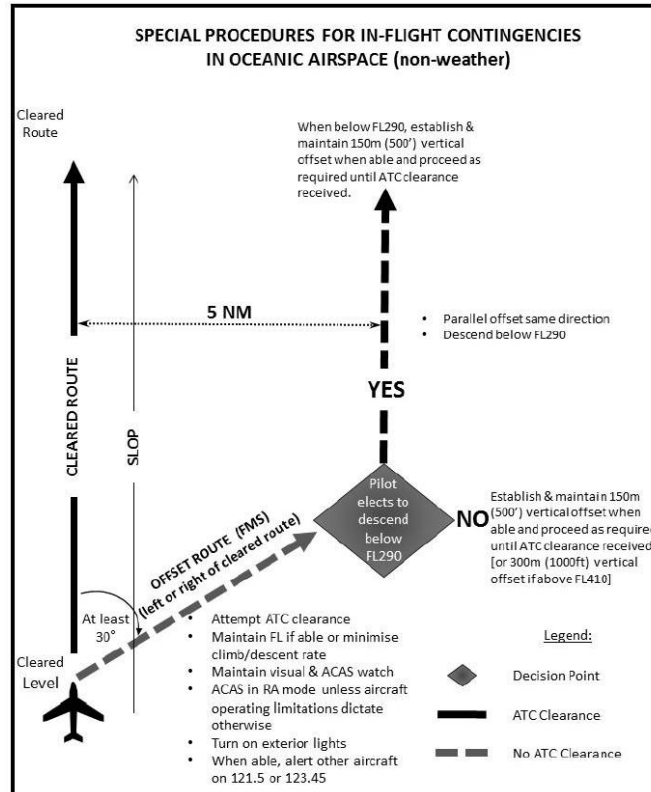 SPECIAL PROCEDURES FOR IN-FLIGHT CONTINGENCIES
IN OCEANIC AIRSPACE (non-weather)
Cleared
Route
When below FL290, establish &
maintain 150m (500') vertical
offset when able and proceed as
required until ATC clearance
received.
5 NM
• Parallel offset same direction
• Descend below FL290
YES
CLEARED ROUTE
SLOP
Pilot
elects to
descend
below
FL290
NO
Establish & maintain 150m
(500') vertical offset when
able and proceed as required
until ATC clearance received
[or 300m (1000ft) vertical
offset if above FL410]
OFFSET ROUTE (FMS)
(left or right of cleared route)
At least
30°
Cleared
Level
• Attempt ATC clearance
• Maintain FL if able or minimise
climb/descent rate
• Maintain visual & ACAS watch
• ACAS in RA mode unless aircraft
operating limitations dictate
otherwise
• Turn on exterior lights
• When able, alert other aircraft
on 121.5 or 123.45
Legend:
Decision Point
ATC Clearance
No ATC Clearance